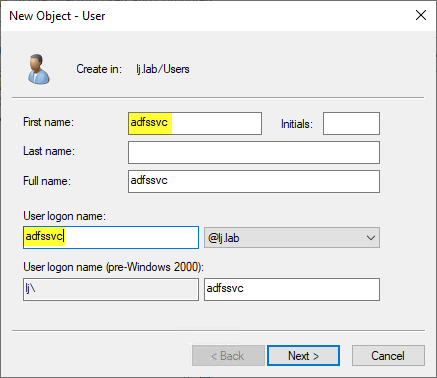 New Object - User
Create in: lj.lab/Users
First name: adfssvc Initials:
Last name:
Full name: adfssvc
User logon name:
adfssvc @lj.lab
User logon name (pre-Windows 2000):
lj\ adfssvc
< Back Next > Cancel